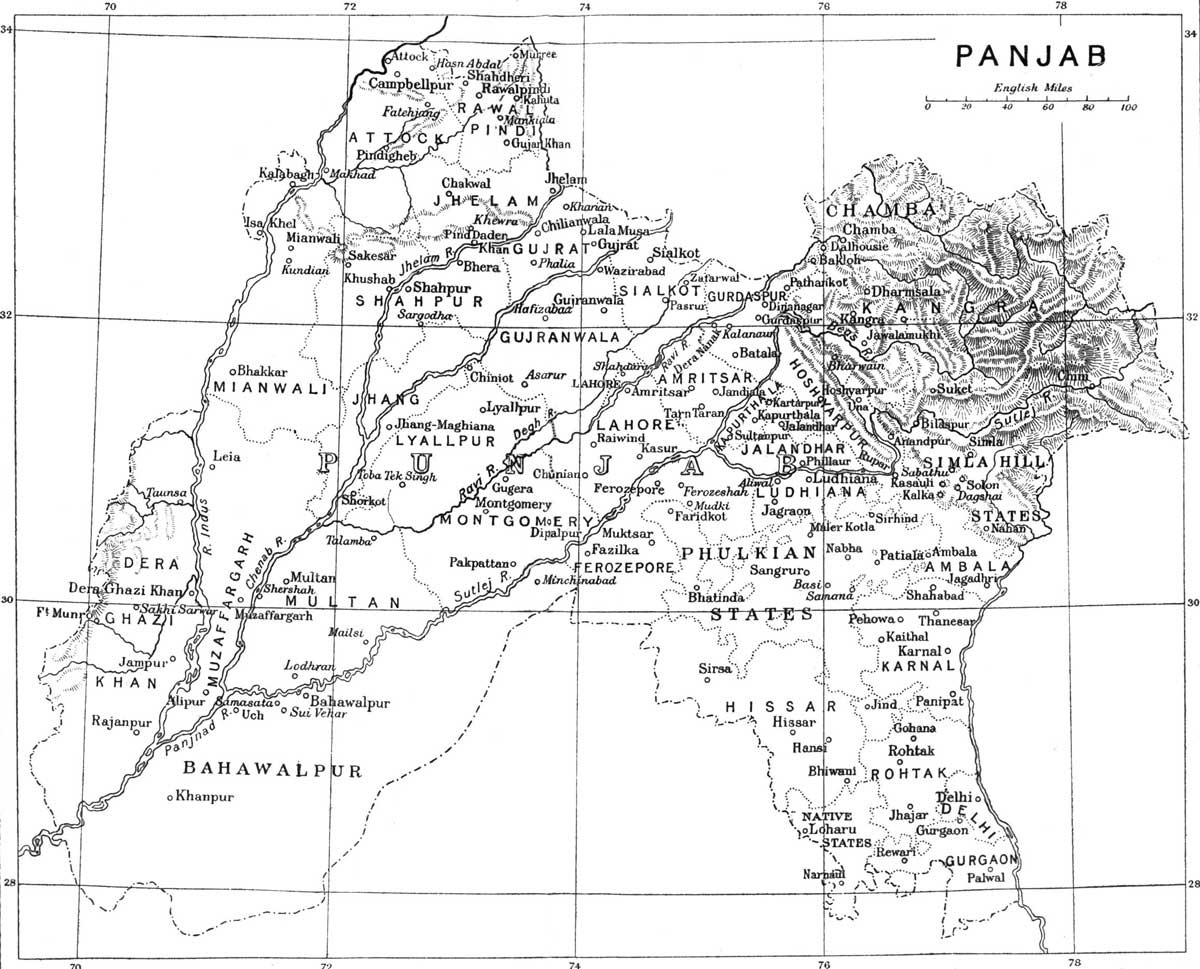 70
72
74
76
78
34
PANJAB
34
English Miles
0 20 40 60 80 100
Attock
Hasn Abdal
Murree
Campbellpur
Shahdheri
Rawalpindi
Kahuta
Fatehjang
RAWAL
PINDI
Mankiala
ATTOCK
Gujar Khan
Pindigheb
Kalabagh
Makhad
Jhelam
Chakwal
JHELAM
Kharian
Isa Khel
Khewra
Chilianwala
CHAMBA
Mianwali
Pind Daden
Khan
Lala Musa
Chamba
Kundian
Sakesar
GUJRAT
Gujrat
Dalhousie
Jhelam R.
Phalia
Sialkot
Bakloh
Khushab
Bhera
Wazirabad
Zafarwal
Pathankot
Shahpur
SIALKOT
GURDASPUR
Dharmsala
SHAHPUR
Hafizabad
Gujranwala
Pasrur
Dinanagar
KANGRA
Sargodha
Gurdaspur
Kangra
32
32
GUJRANWALA
Kalanaur
Beas R.
Jawalamukhi
Ravi R.
Dera Nanak
Batala
Bharwain
Bhakkar
Chiniot
Asarur
Shahdara
AMRITSAR
HOSHYARPUR
Hoshyarpur
Suket
Chini
MIANWALI
LAHORE
Amritsar
Jandiala
Kartarpur
Una
JHANG
Lyallpur
Degh R.
Tarn Taran
KAPURTHALA
Kapurthala
Jalandhar
Bilaspur
Sutlej R.
Jhang-Maghiana
LAHORE
Sultanpur
Anandpur
Simla
LYALLPUR
Raiwind
Kasur
JALANDHAR
Rupar
Leia
PUNJAB
Phillaur
Sabathu
SIMLA HILL
Toba Tek Singh
Ravi R.
Chunian
Aliwal
Ludhiana
Kasauli
Solon
Taunsa
Gugera
Ferozepore
Ferozeshah
LUDHIANA
Kalka
Dagshai
Shorkot
Montgomery
Mudki
Jagraon
STATES
R. Indus
MONTGOMERY
Faridkot
Sirhind
Nahan
Talamba
Dipalpur
Muktsar
Maler Kotla
Chenab R.
Fazilka
PHULKIAN
Nabha
Patiala
Ambala
DERA
Pakpattan
FEROZEPORE
Sangrur
AMBALA
Multan
Sutlej R.
Minchinabad
Basi
Jagadhri
Dera Ghazi Khan
Shershah
Bhatinda
Samana
Shahabad
30
30
Ft Munro
Sakhi Sarwar
MULTAN
STATES
GHAZI
Muzaffargarh
Pehowa
Thanesar
MUZAFFARGARH
Mailsi
Kaithal
Jampur
Karnal
Lodhran
Sirsa
KARNAL
KHAN
Alipur
Samasata
Bahawalpur
HISSAR
Jind
Panipat
Rajanpur
Uch
Sui Vehar
Hissar
Gohana
Panjnad R.
Hansi
Rohtak
BAHAWALPUR
Bhiwani
ROHTAK
Khanpur
Delhi
DELHI
NATIVE
Jhajar
Loharu
Gurgaon
STATES
Rewari
GURGAON
Narnaul
Palwal
28
28
70
72
74
76
78